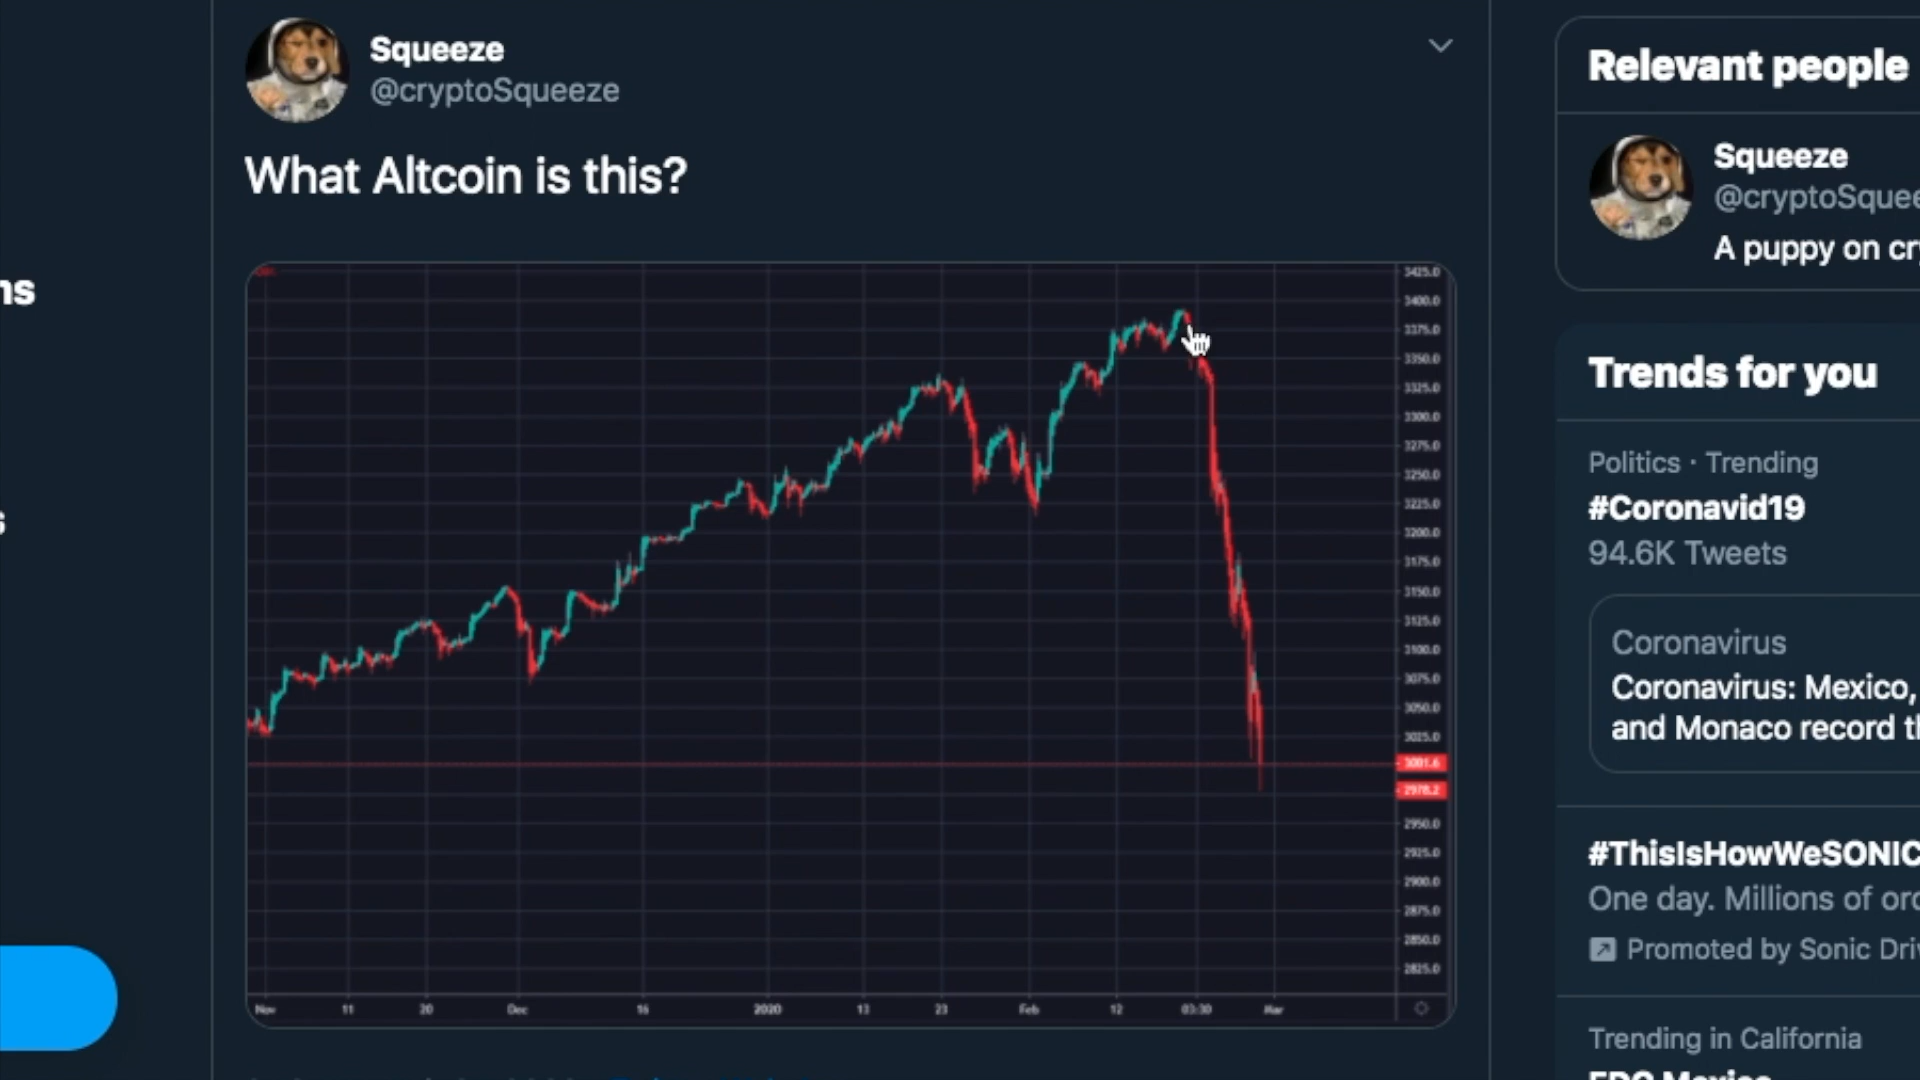 Squeeze
@cryptoSqueeze
What Altcoin is this?
3425.0
3400.0
3375.0
3350.0
3325.0
3300.0
3275.0
3250.0
3225.0
3200.0
3175.0
3150.0
3125.0
3100.0
3075.0
3050.0
3025.0
3001.6
2978.2
2950.0
2925.0
2900.0
2875.0
2850.0
2825.0
Nov 11 20 Dec 16 2020 13 23 Feb 12 03:30 Mar
ns
s
Relevant people
Squeeze
@cryptoSquee
A puppy on cry
Trends for you
Politics · Trending
#Coronavid19
94.6K Tweets
Coronavirus
Coronavirus: Mexico,
and Monaco record th
#ThisIsHowWeSONIC
One day. Millions of ord
Promoted by Sonic Driv
Trending in California